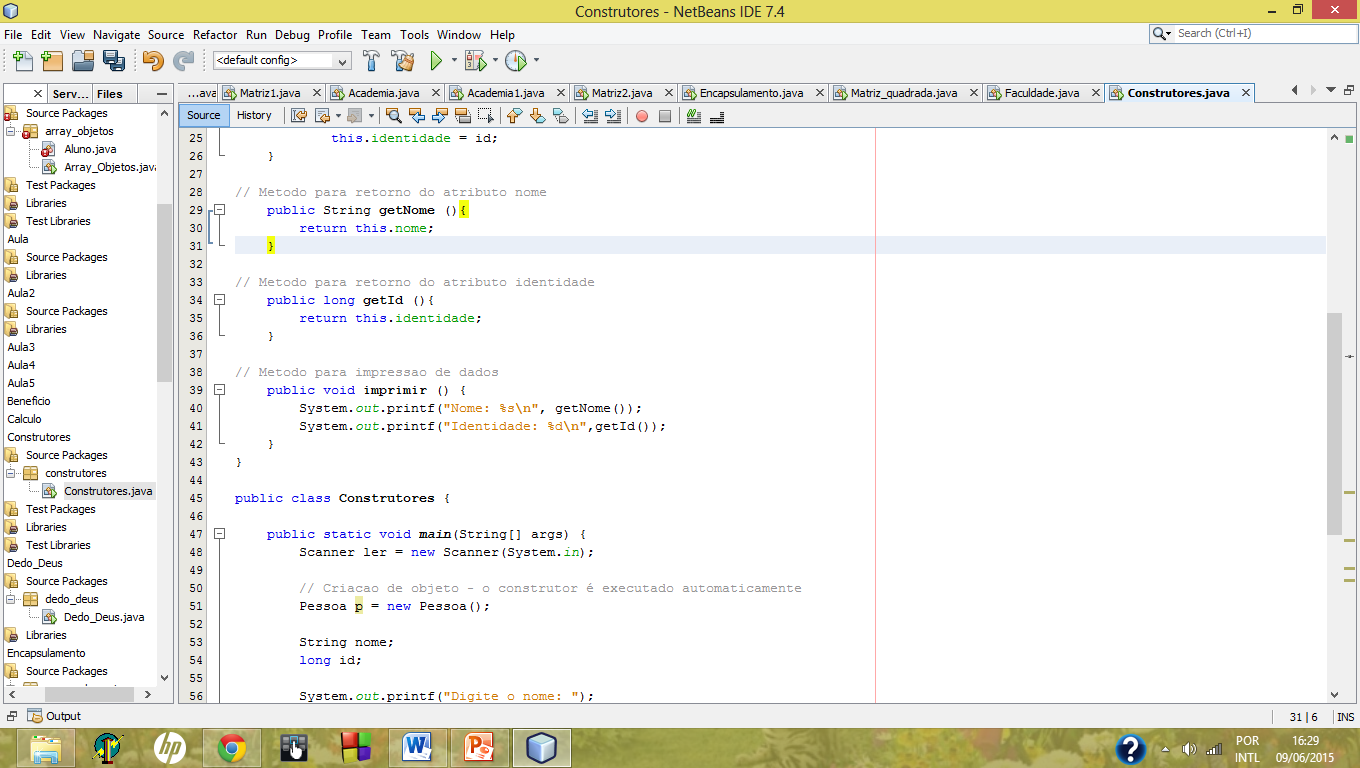 Construtores - NetBeans IDE 7.4
File Edit View Navigate Source Refactor Run Debug Profile Team Tools Window Help
Search (Ctrl+I)
<default config>
Serv... Files
...ava Matriz1.java Academia.java Academia1.java Matriz2.java Encapsulamento.java Matriz_quadrada.java Faculdade.java Construtores.java
Source History
Source Packages
array_objetos
Aluno.java
Array_Objetos.java
Test Packages
Libraries
Test Libraries
Aula
Source Packages
Libraries
Aula2
Source Packages
Libraries
Aula3
Aula4
Aula5
Beneficio
Calculo
Construtores
Source Packages
construtores
Construtores.java
Test Packages
Libraries
Test Libraries
Dedo_Deus
Source Packages
dedo_deus
Dedo_Deus.java
Libraries
Encapsulamento
Source Packages
25 this.identidade = id;
26 }
27
28 // Metodo para retorno do atributo nome
29 public String getNome (){
30 return this.nome;
31 }
32
33 // Metodo para retorno do atributo identidade
34 public long getId (){
35 return this.identidade;
36 }
37
38 // Metodo para impressao de dados
39 public void imprimir () {
40 System.out.printf("Nome: %s\n", getNome());
41 System.out.printf("Identidade: %d\n",getId());
42 }
43 }
44
45 public class Construtores {
46
47 public static void main(String[] args) {
48 Scanner ler = new Scanner(System.in);
49
50 // Criacao de objeto - o construtor é executado automaticamente
51 Pessoa p = new Pessoa();
52
53 String nome;
54 long id;
55
56 System.out.printf("Digite o nome: ");
Output
31 | 6 INS
hp
POR
INTL
16:29
09/06/2015